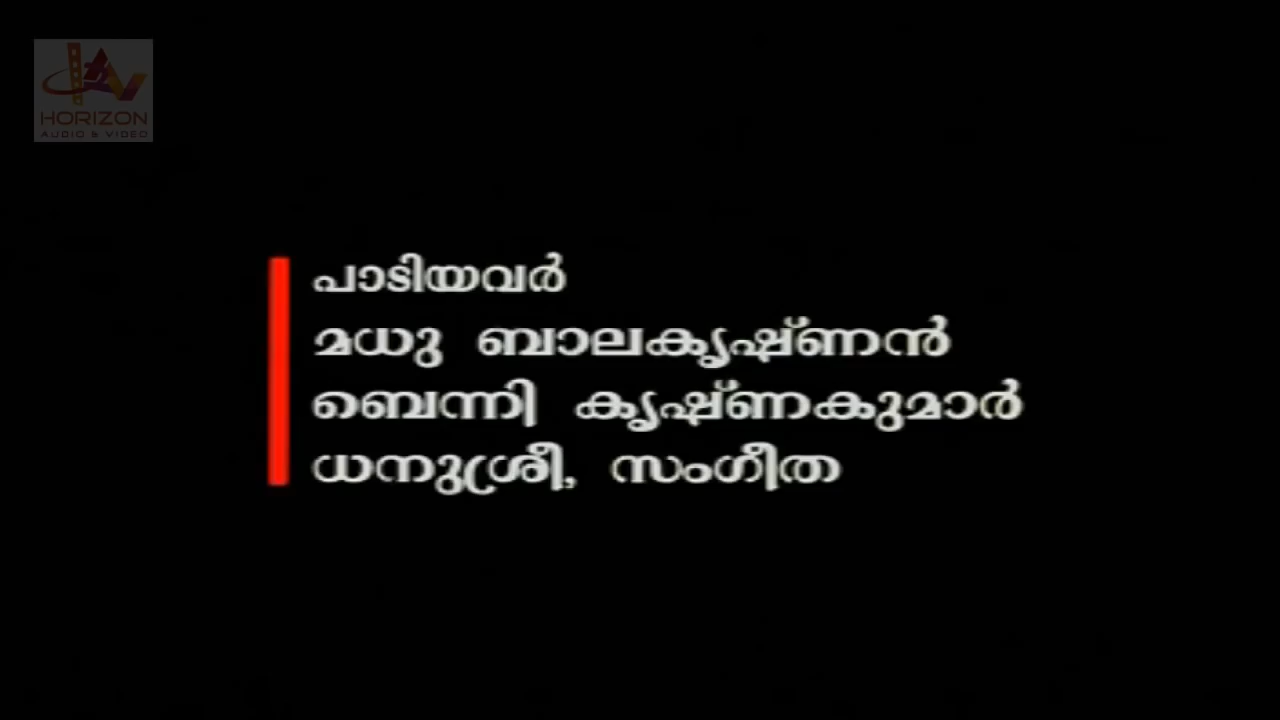 HORIZON
AUDIO & VIDEO
പാടിയവർ
മധു ബാലകൃഷ്ണൻ
ബെന്നി കൃഷ്ണകുമാർ
ധനുശ്രീ, സംഗീത